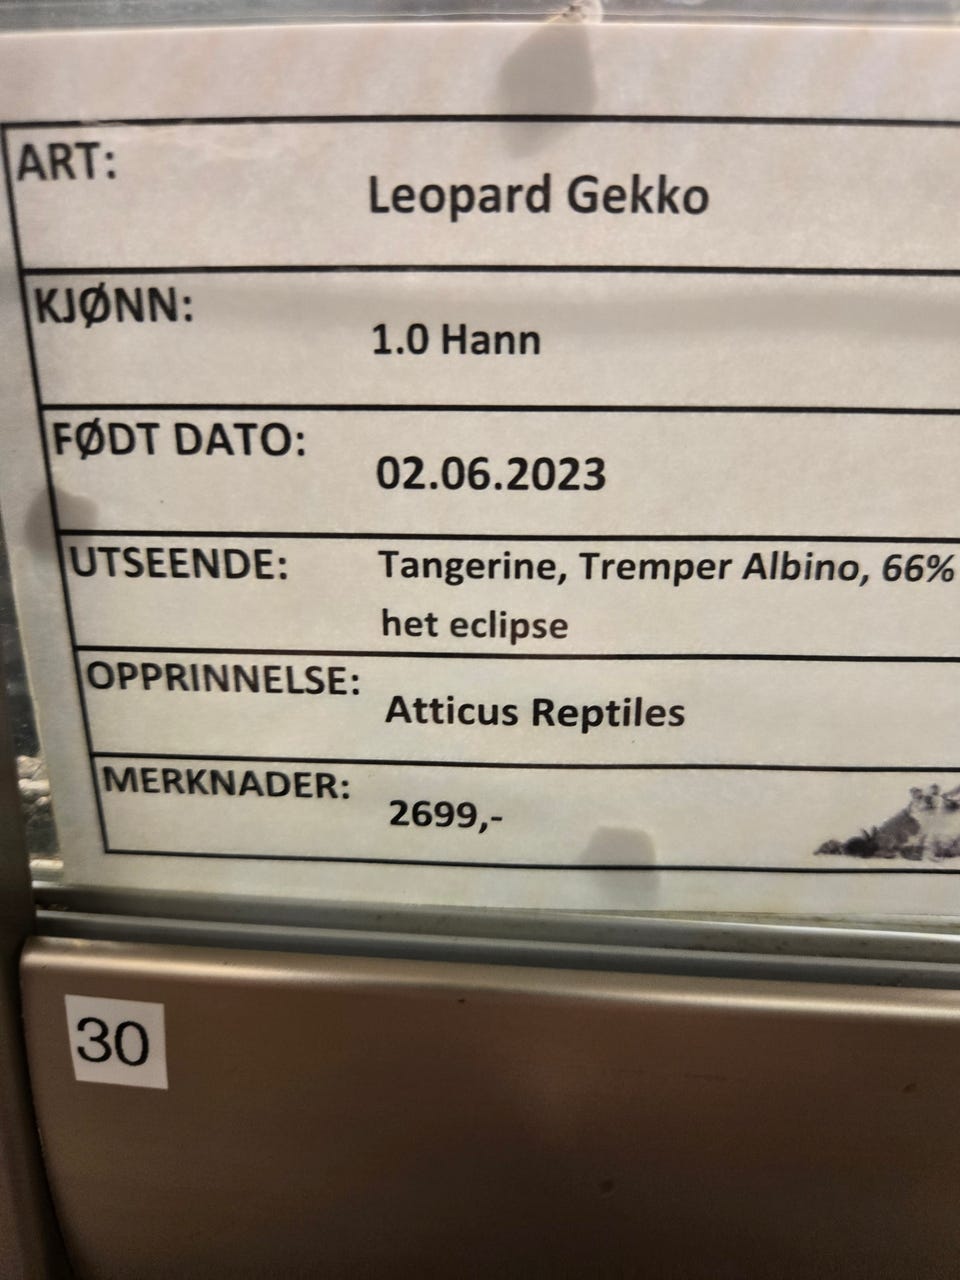 ART:
Leopard Gekko
KJØNN:
1.0 Hann
FØDT DATO:
02.06.2023
UTSEENDE:
Tangerine, Tremper Albino, 66%
het eclipse
OPPRINNELSE:
Atticus Reptiles
MERKNADER:
2699,-
30